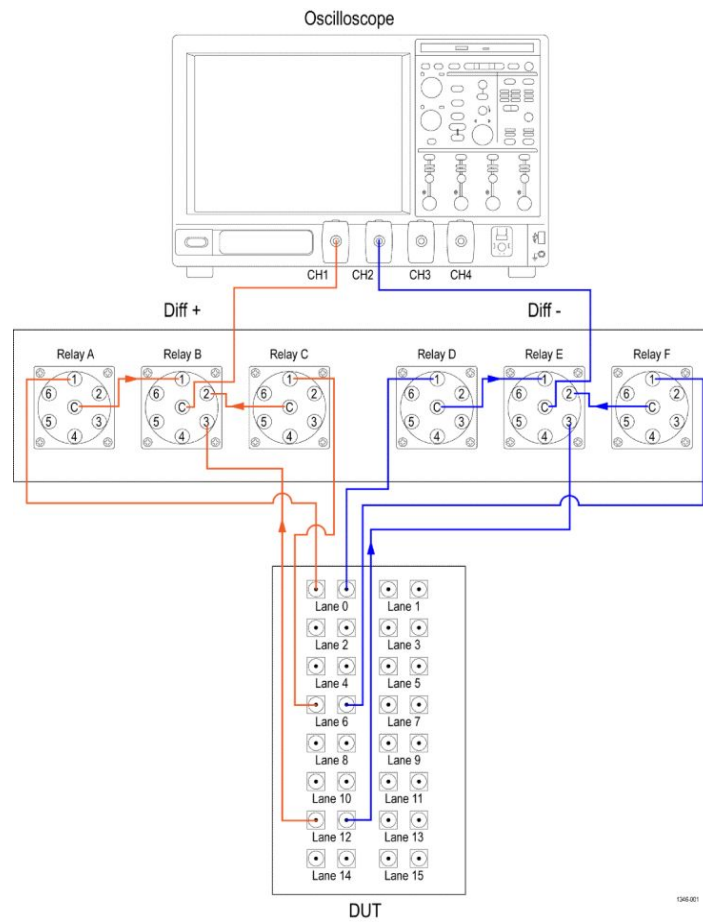 Oscilloscope
CH1 CH2 CH3 CH4
Diff + Diff -
Relay A Relay B Relay C Relay D Relay E Relay F
1 1 1 1 1 1
6 2 6 2 6 2 6 2 6 2 6 2
C C C C C C
5 3 5 3 5 3 5 3 5 3 5 3
4 4 4 4 4 4
Lane 0 Lane 1
Lane 2 Lane 3
Lane 4 Lane 5
Lane 6 Lane 7
Lane 8 Lane 9
Lane 10 Lane 11
Lane 12 Lane 13
Lane 14 Lane 15
DUT
1346-001